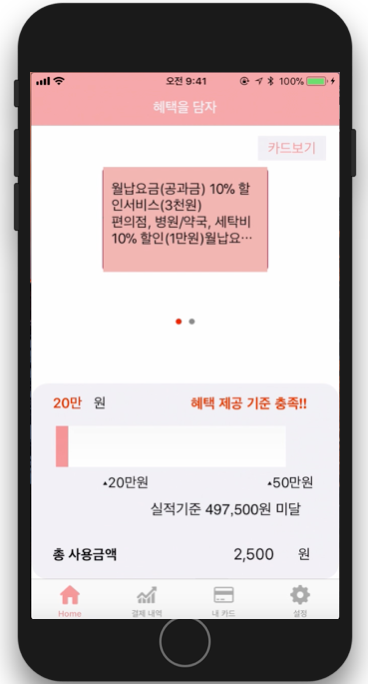 오전 9:41 100%
혜택을 담자
카드보기
월납요금(공과금) 10% 할
인서비스(3천원)
편의점, 병원/약국, 세탁비
10% 할인(1만원)월납요…
20만 원 혜택 제공 기준 충족!!
▴20만원 ▴50만원
실적기준 497,500원 미달
총 사용금액 2,500 원
Home 결제 내역 내 카드 설정